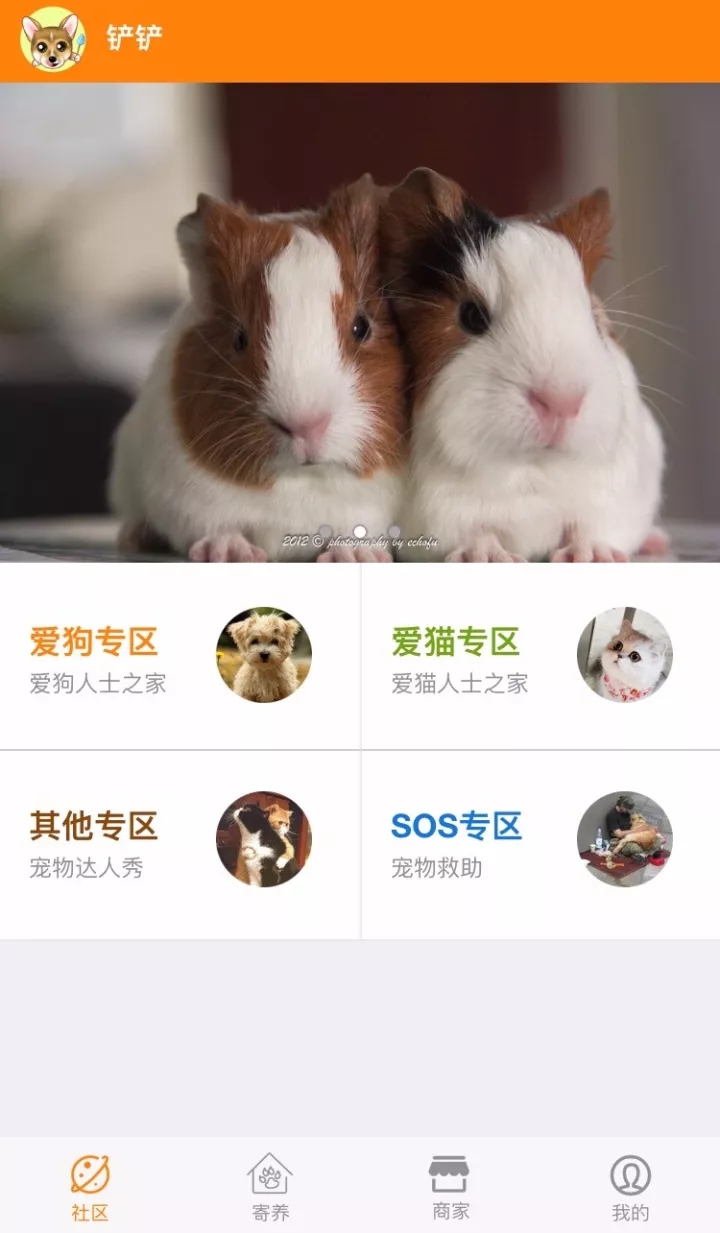 铲铲
2012 © photography by echofu
爱狗专区
爱狗人士之家
爱猫专区
爱猫人士之家
其他专区
宠物达人秀
SOS专区
宠物救助
社区
寄养
商家
我的